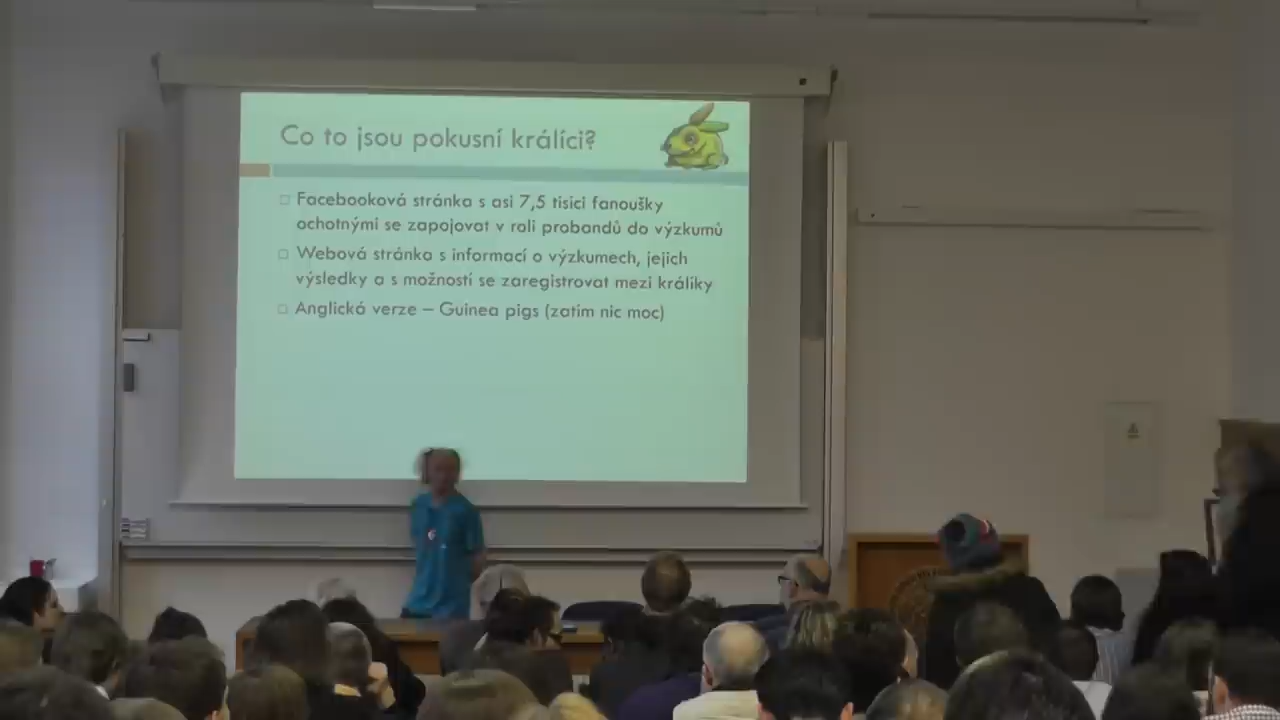 Co to jsou pokusní králíci?
Facebooková stránka s asi 7,5 tisíci fanoušky
ochotnými se zapojovat v roli probandů do výzkumů
Webová stránka s informací o výzkumech, jejich
výsledky a s možností se zaregistrovat mezi králíky
Anglická verze – Guinea pigs (zatím nic moc)